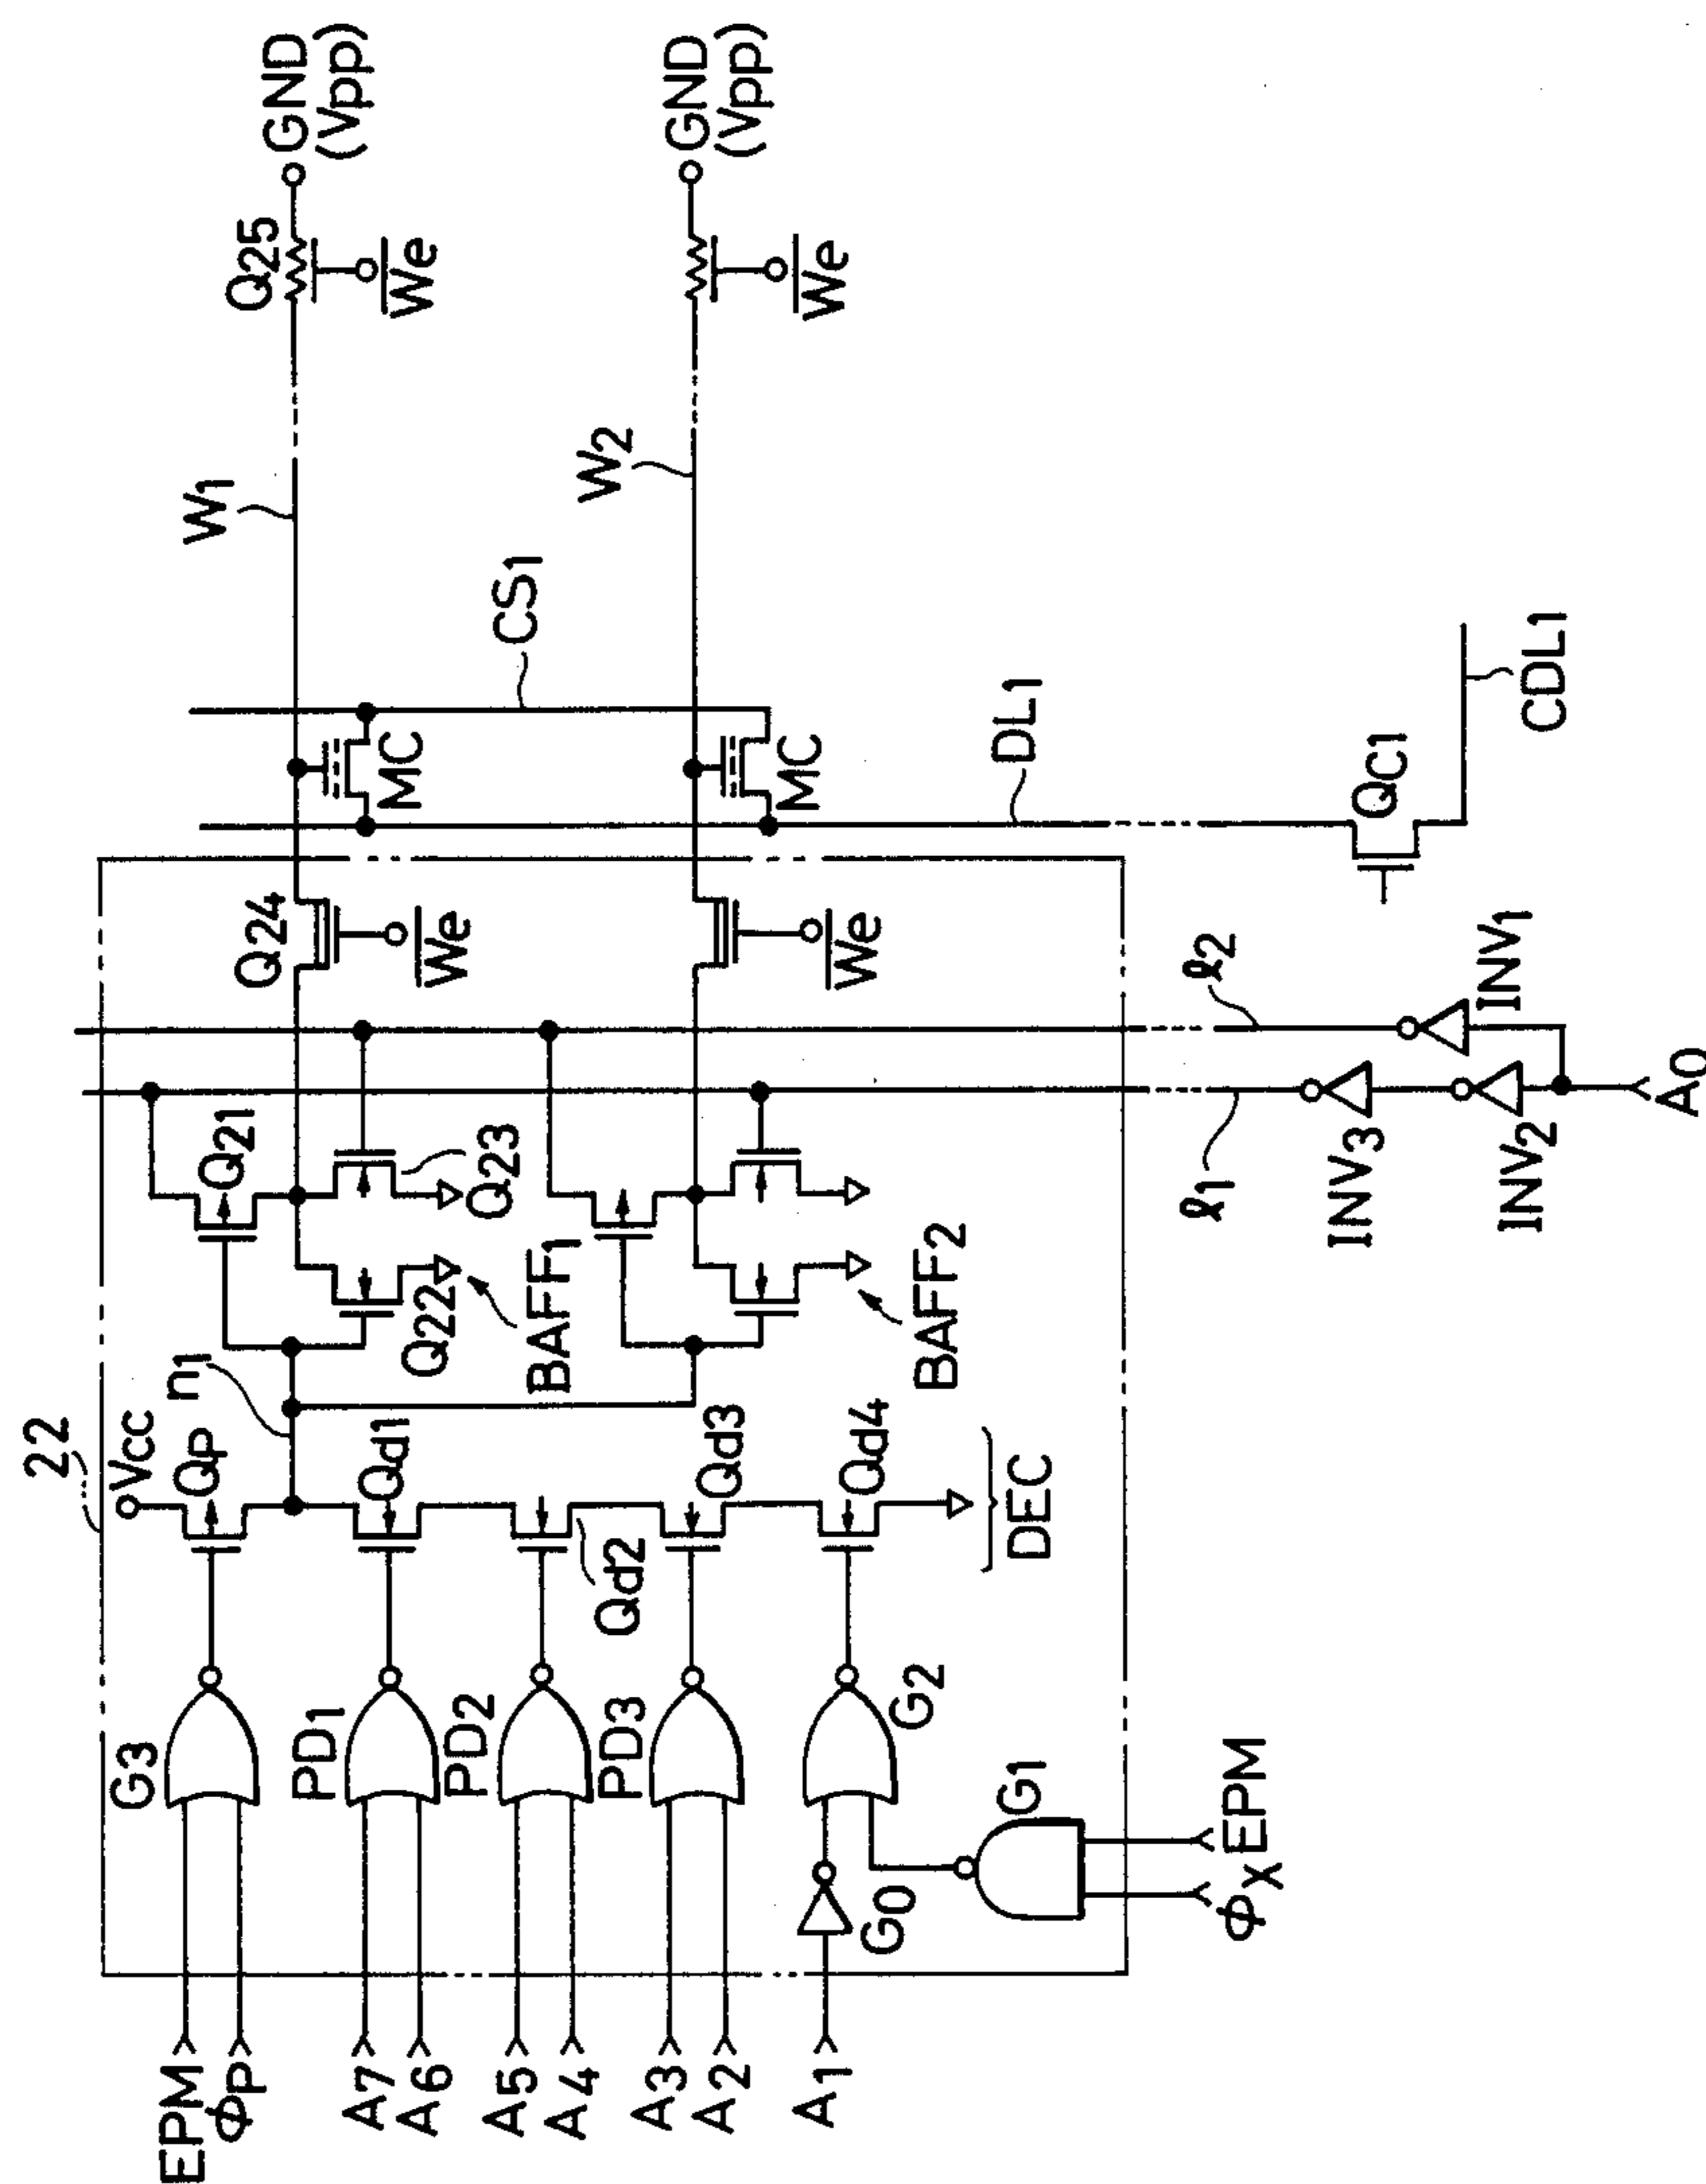 22
Vcc
n1
QP
Qd1
Qd2
Qd3
Qd4
DEC
G3
PD1
PD2
PD3
G2
G0
G1
EPM
ΦP
A7
A6
A5
A4
A3
A2
A1
ΦX
EPM
Q21
Q22
Q23
BAFF1
BAFF2
Q24
We
We
W1
W2
CS1
MC
MC
DL1
QC1
CDL1
Q25
We
We
GND
(Vpp)
GND
(Vpp)
ℓ1
ℓ2
INV1
INV2
INV3
A0